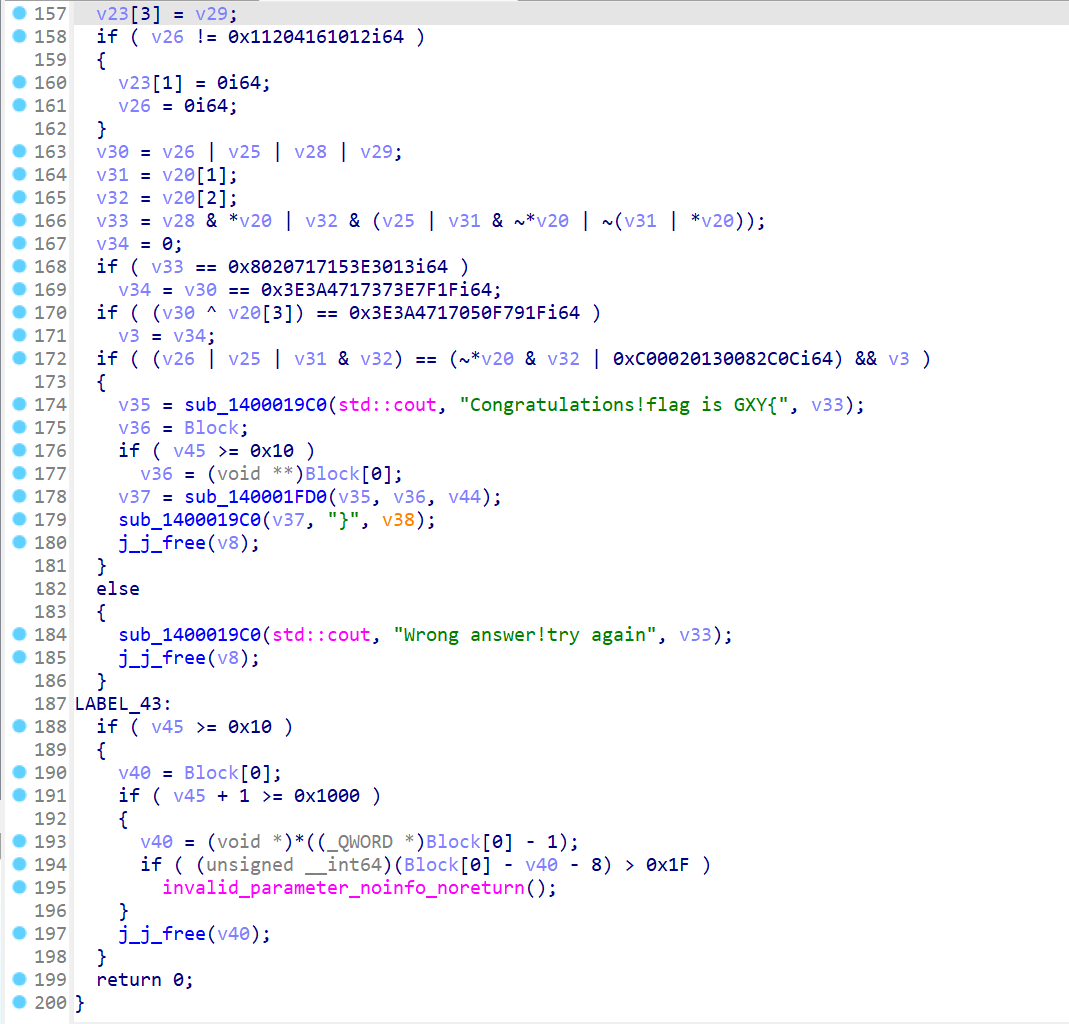 157 v23[3] = v29;
158 if ( v26 != 0x11204161012i64 )
159 {
160 v23[1] = 0i64;
161 v26 = 0i64;
162 }
163 v30 = v26 | v25 | v28 | v29;
164 v31 = v20[1];
165 v32 = v20[2];
166 v33 = v28 & *v20 | v32 & (v25 | v31 & ~*v20 | ~(v31 | *v20));
167 v34 = 0;
168 if ( v33 == 0x8020717153E3013i64 )
169 v34 = v30 == 0x3E3A4717373E7F1Fi64;
170 if ( (v30 ^ v20[3]) == 0x3E3A4717050F791Fi64 )
171 v3 = v34;
172 if ( (v26 | v25 | v31 & v32) == (~*v20 & v32 | 0xC00020130082C0Ci64) && v3 )
173 {
174 v35 = sub_1400019C0(std::cout, "Congratulations!flag is GXY{", v33);
175 v36 = Block;
176 if ( v45 >= 0x10 )
177 v36 = (void **)Block[0];
178 v37 = sub_140001FD0(v35, v36, v44);
179 sub_1400019C0(v37, "}", v38);
180 j_j_free(v8);
181 }
182 else
183 {
184 sub_1400019C0(std::cout, "Wrong answer!try again", v33);
185 j_j_free(v8);
186 }
187 LABEL_43:
188 if ( v45 >= 0x10 )
189 {
190 v40 = Block[0];
191 if ( v45 + 1 >= 0x1000 )
192 {
193 v40 = (void *)*((_QWORD *)Block[0] - 1);
194 if ( (unsigned __int64)(Block[0] - v40 - 8) > 0x1F )
195 invalid_parameter_noinfo_noreturn();
196 }
197 j_j_free(v40);
198 }
199 return 0;
200 }